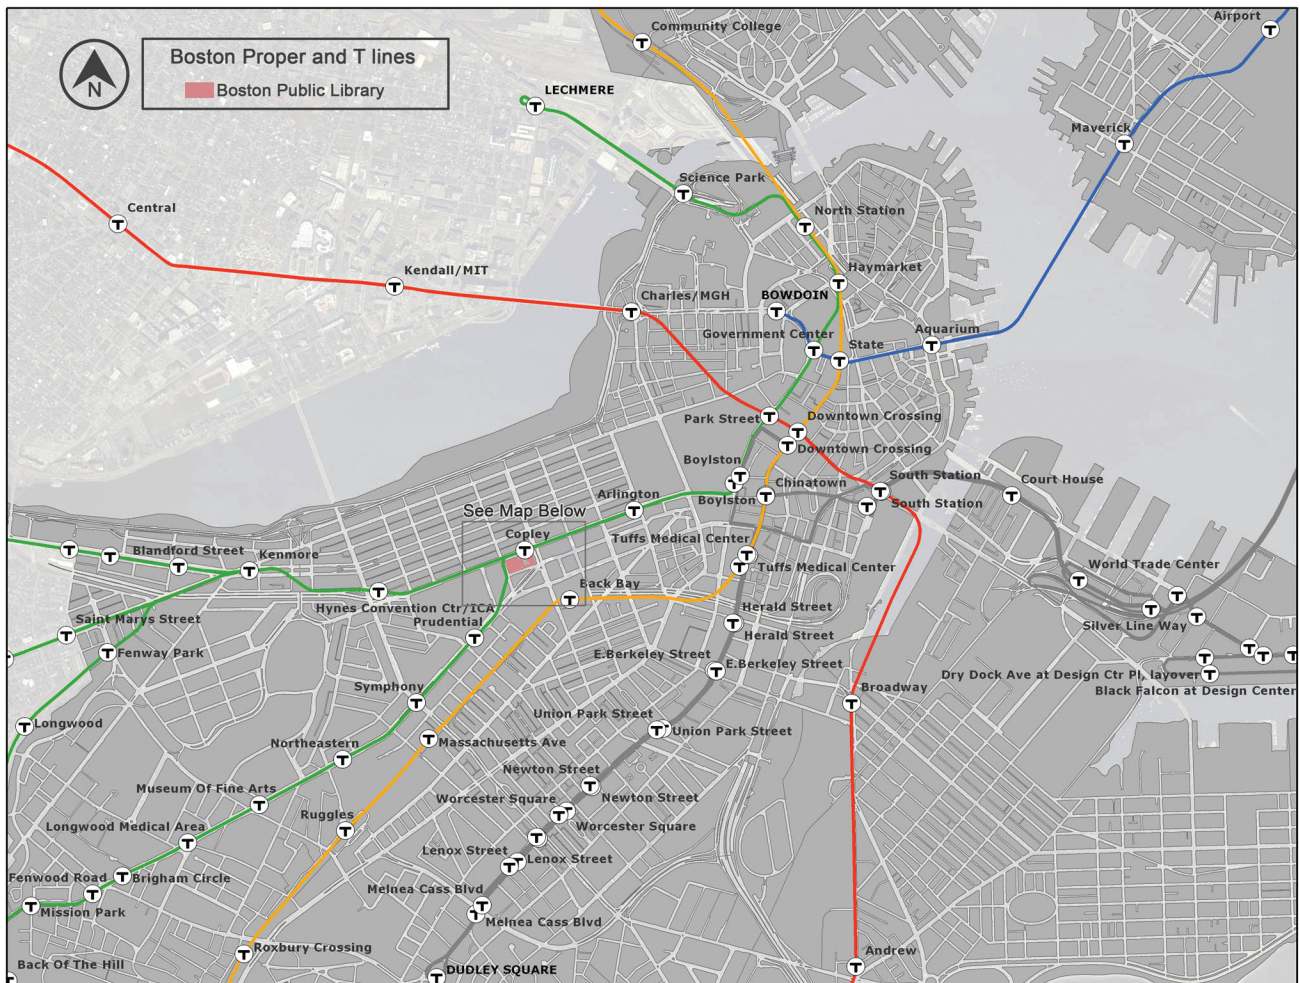 Community College
Airport
N
Boston Proper and T lines
Boston Public Library
LECHMERE
Maverick
Science Park
Central
North Station
Kendall/MIT
Haymarket
Charles/MGH
BOWDOIN
Government Center
State
Aquarium
Park Street
Downtown Crossing
Downtown Crossing
Boylston
Boylston
Chinatown
South Station
South Station
Court House
Arlington
See Map Below
Copley
Tuffs Medical Center
Tuffs Medical Center
Blandford Street
Kenmore
Back Bay
World Trade Center
Hynes Convention Ctr/ICA
Prudential
Herald Street
Herald Street
Silver Line Way
Saint Marys Street
Fenway Park
E.Berkeley Street
E.Berkeley Street
Dry Dock Ave at Design Ctr Pl, layover
Black Falcon at Design Center
Symphony
Broadway
Longwood
Union Park Street
Union Park Street
Northeastern
Massachusetts Ave
Museum Of Fine Arts
Newton Street
Newton Street
Longwood Medical Area
Ruggles
Worcester Square
Worcester Square
Lenox Street
Lenox Street
Fenwood Road
Brigham Circle
Mission Park
Melnea Cass Blvd
Melnea Cass Blvd
Roxbury Crossing
Andrew
Back Of The Hill
DUDLEY SQUARE